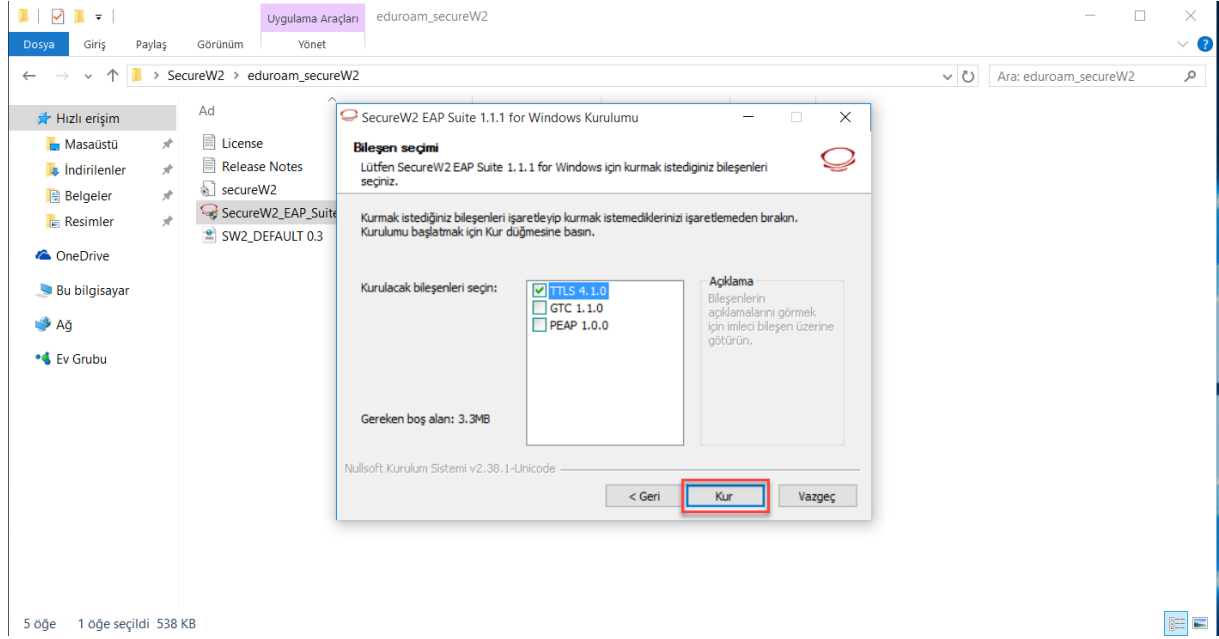 Uygulama Araçları
eduroam_secureW2
Dosya
Giriş
Paylaş
Görünüm
Yönet
SecureW2 > eduroam_secureW2
Ara: eduroam_secureW2
Hızlı erişim
Masaüstü
İndirilenler
Belgeler
Resimler
OneDrive
Bu bilgisayar
Ağ
Ev Grubu
Ad
License
Release Notes
secureW2
SecureW2_EAP_Suite
SW2_DEFAULT 0.3
SecureW2 EAP Suite 1.1.1 for Windows Kurulumu
Bileşen seçimi
Lütfen SecureW2 EAP Suite 1.1.1 for Windows için kurmak istediginiz bileşenleri
seçiniz.
Kurmak istediğiniz bileşenleri işaretleyip kurmak istemediklerinizi işaretlemeden bırakın.
Kurulumu başlatmak için Kur düğmesine basın.
Kurulacak bileşenleri seçin:
TTLS 4.1.0
GTC 1.1.0
PEAP 1.0.0
Açıklama
Bileşenlerin
açıklamalarını görmek
için imleci bileşen üzerine
götürün.
Gereken boş alan: 3.3MB
Nullsoft Kurulum Sistemi v2.38.1-Unicode
< Geri
Kur
Vazgeç
5 öğe
1 öğe seçildi 538 KB